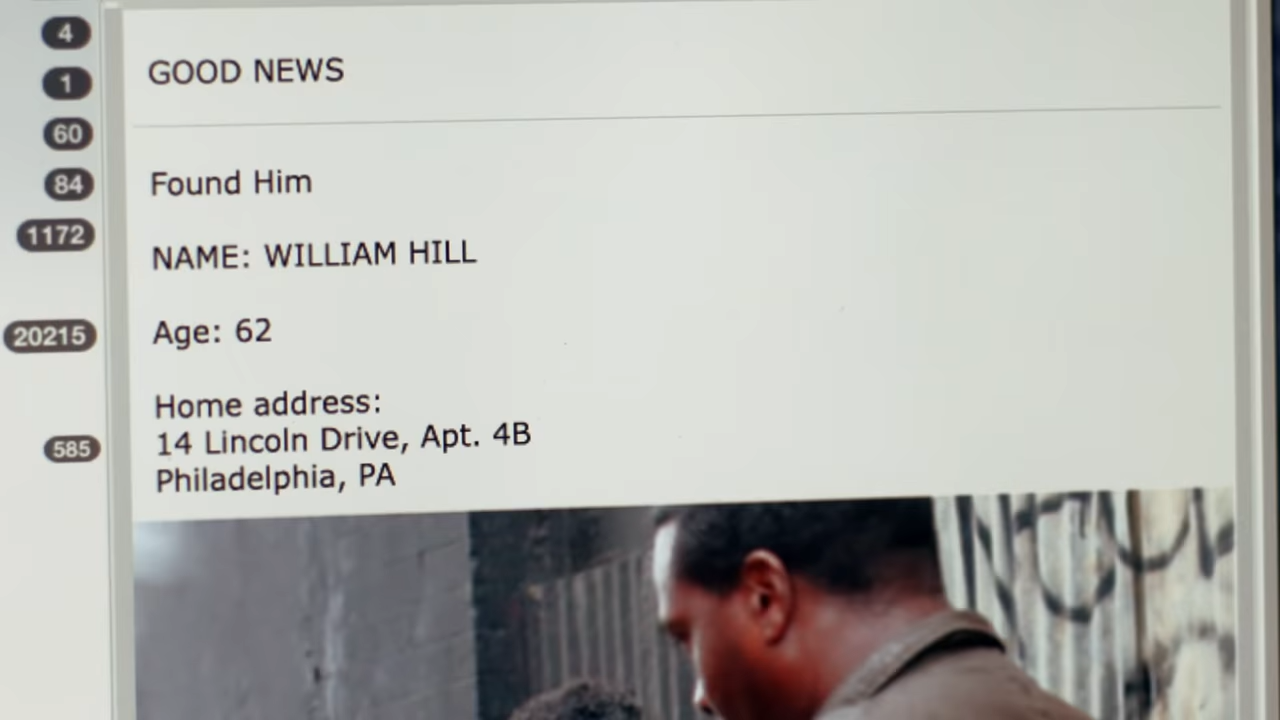 4
GOOD NEWS
1
60
Found Him
84
1172
NAME: WILLIAM HILL
20215
Age: 62
Home address:
14 Lincoln Drive, Apt. 4B
585
Philadelphia, PA